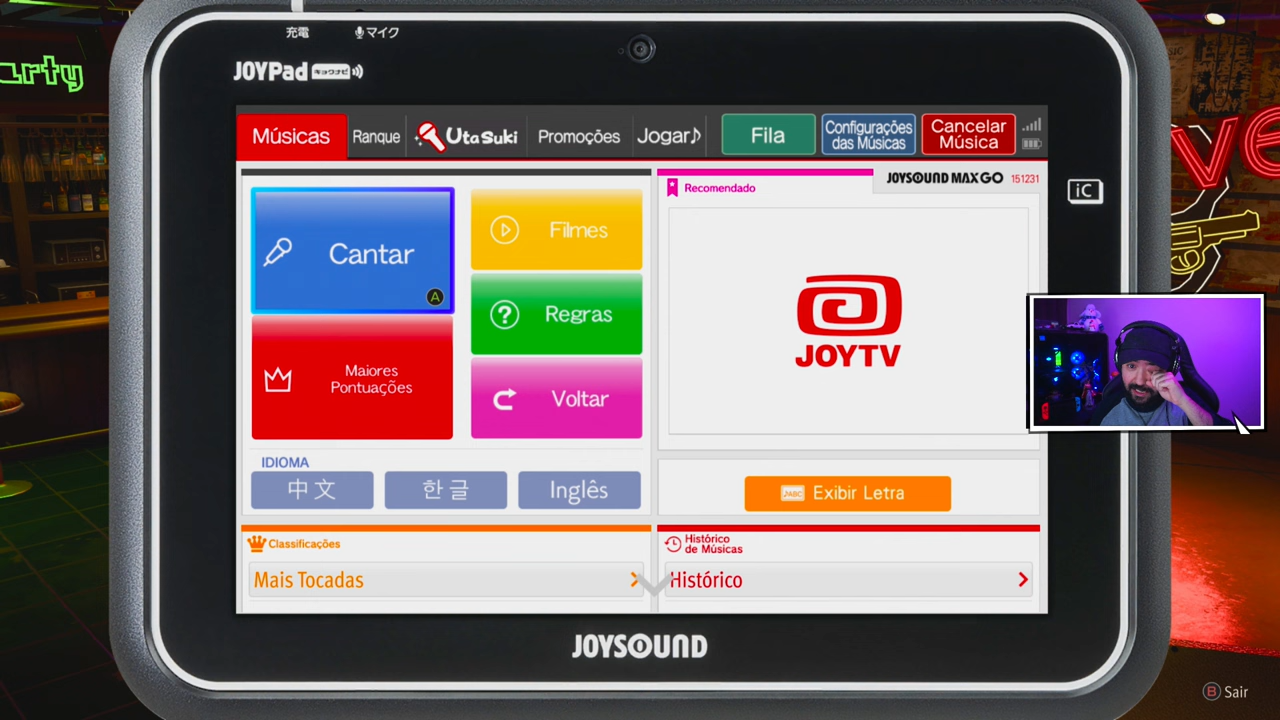 充電
マイク
arty
JOYPad キョクナビ
Músicas
Ranque
UtaSuki
Promoções
Jogar♪
Fila
Configurações
das Músicas
Cancelar
Música
Cantar
A
Filmes
Regras
Maiores
Pontuações
Voltar
Recomendado
JOYSOUND MAX GO 151231
iC
JOYTV
IDIOMA
中文
한글
Inglês
Exibir Letra
Classificações
Mais Tocadas
Histórico
de Músicas
Histórico
JOYSOUND
B Sair